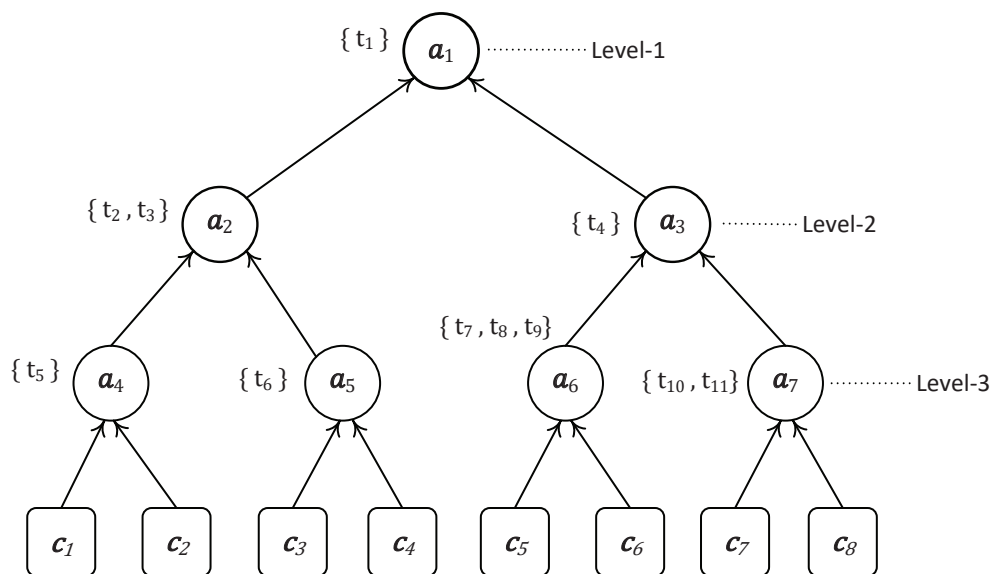 { t₁ } a₁ Level-1
{ t₂ , t₃ } a₂ { t₄ } a₃ Level-2
{ t₅ } a₄ { t₆ } a₅ { t₇ , t₈ , t₉ } a₆ { t₁₀ , t₁₁ } a₇ Level-3
c₁ c₂ c₃ c₄ c₅ c₆ c₇ c₈